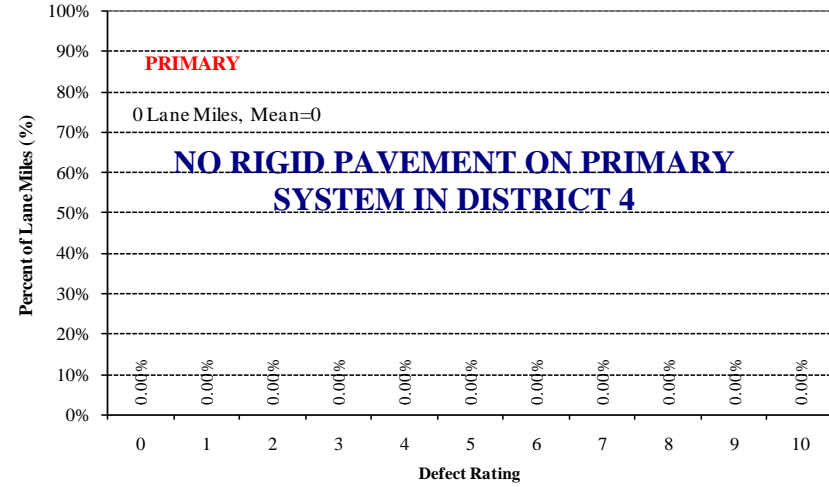 100%
90%
PRIMARY
80%
0 Lane Miles, Mean=0
70%
NO RIGID PAVEMENT ON PRIMARY
60%
SYSTEM IN DISTRICT 4
50%
40%
30%
20%
10%
0%
Percent of Lane Miles (%)
0.00% 0.00% 0.00% 0.00% 0.00% 0.00% 0.00% 0.00% 0.00% 0.00% 0.00%
0 1 2 3 4 5 6 7 8 9 10
Defect Rating